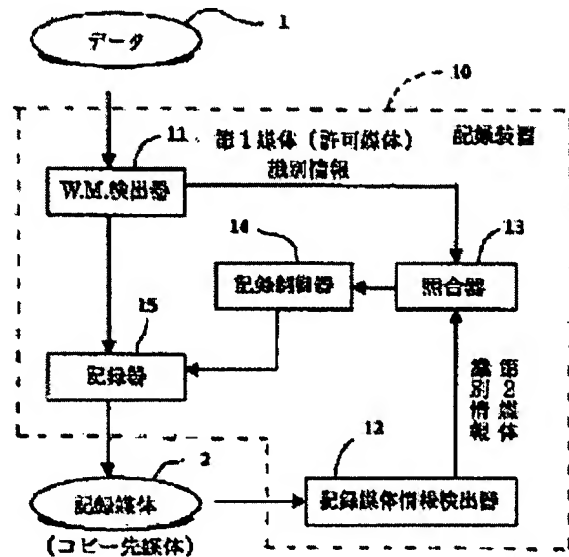 1
データ
10
11
第1媒体(許可媒体)
識別情報
記録装置
W.M.検出器
14
13
記録制御器
照合器
15
記録器
第2媒体
識別情報
2
12
記録媒体
記録媒体情報検出器
(コピー先媒体)